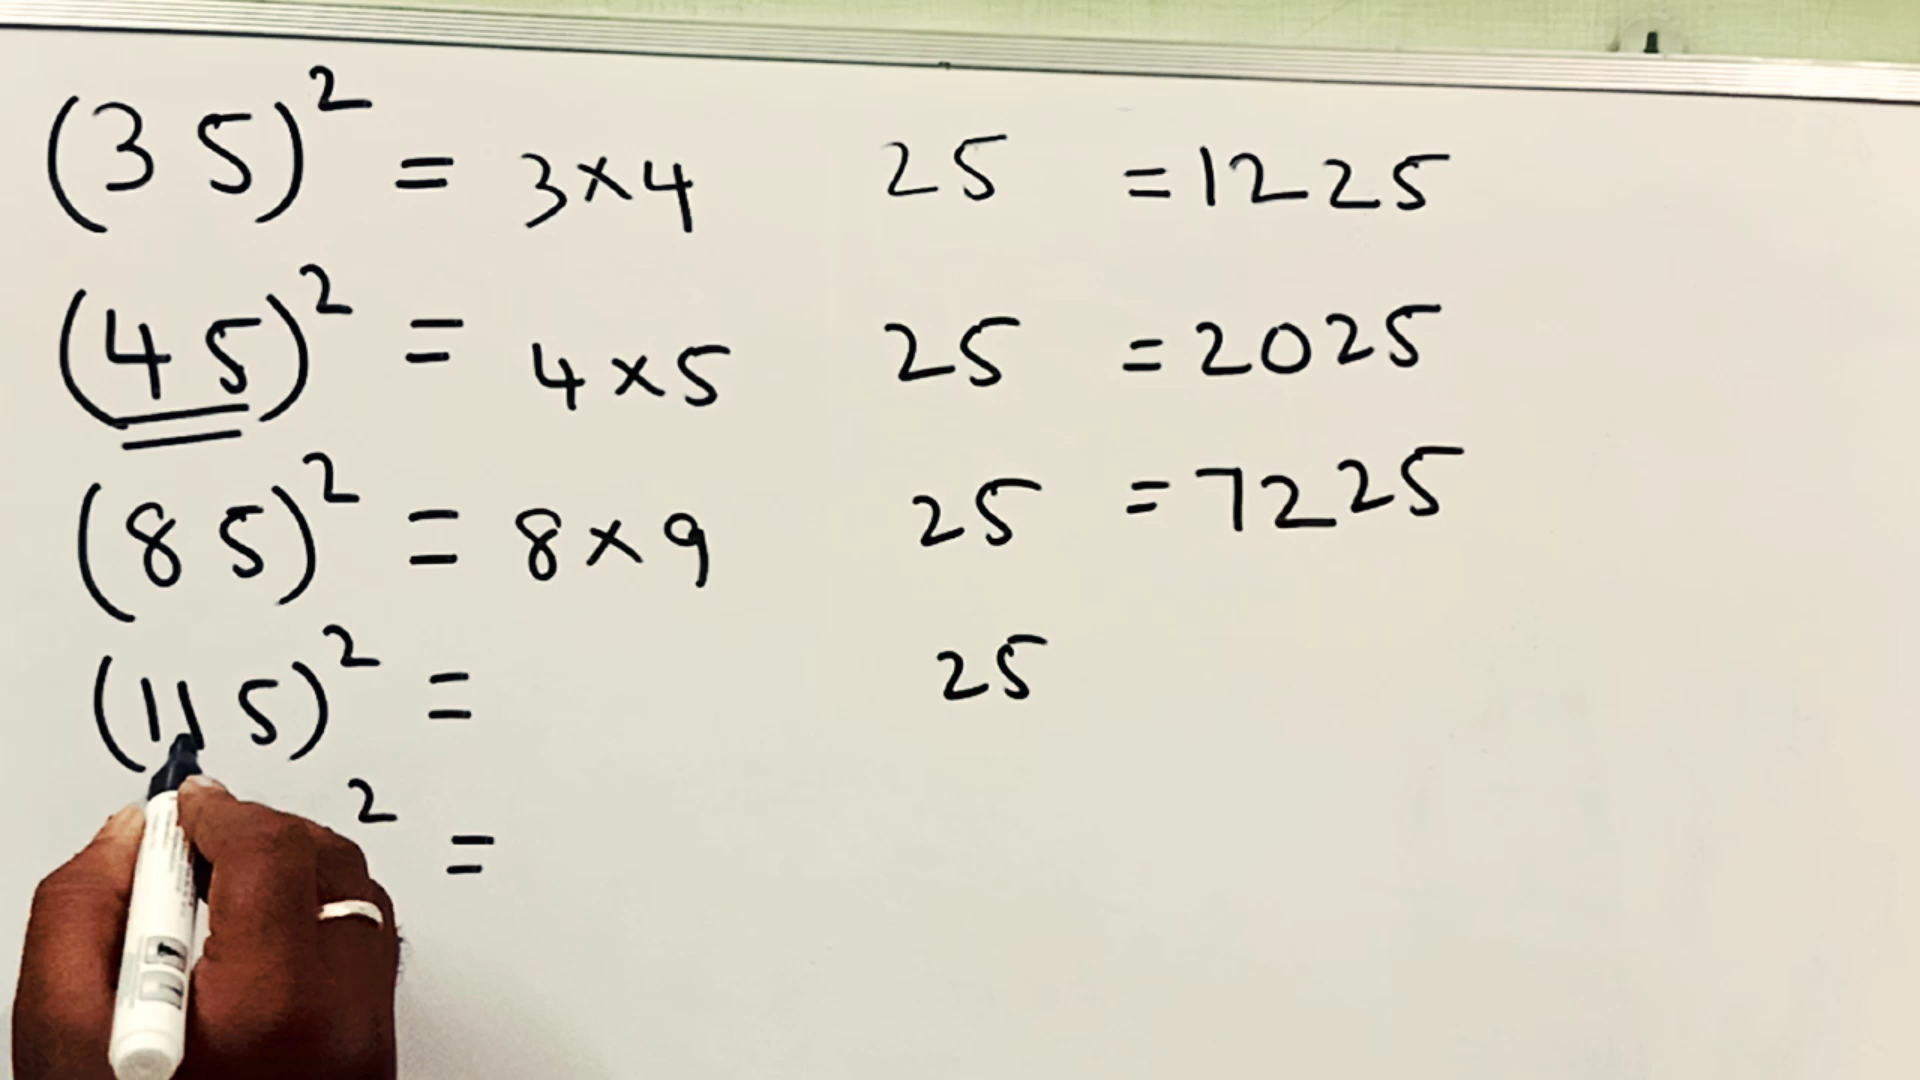 (35)² = 3×4 25 =1225
(45)² = 4×5 25 =2025
(85)² = 8×9 25 =7225
(115)² = 25
² =